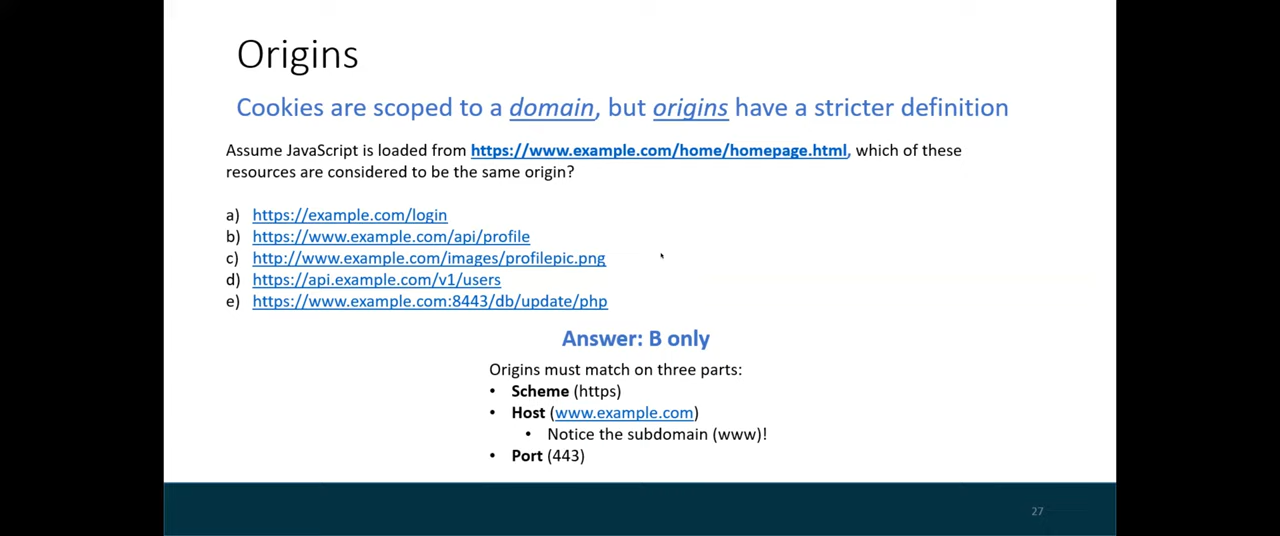 Origins
Cookies are scoped to a domain, but origins have a stricter definition
Assume JavaScript is loaded from https://www.example.com/home/homepage.html, which of these
resources are considered to be the same origin?
a) https://example.com/login
b) https://www.example.com/api/profile
c) http://www.example.com/images/profilepic.png
d) https://api.example.com/v1/users
e) https://www.example.com:8443/db/update/php
Answer: B only
Origins must match on three parts:
• Scheme (https)
• Host (www.example.com)
• Notice the subdomain (www)!
• Port (443)
27